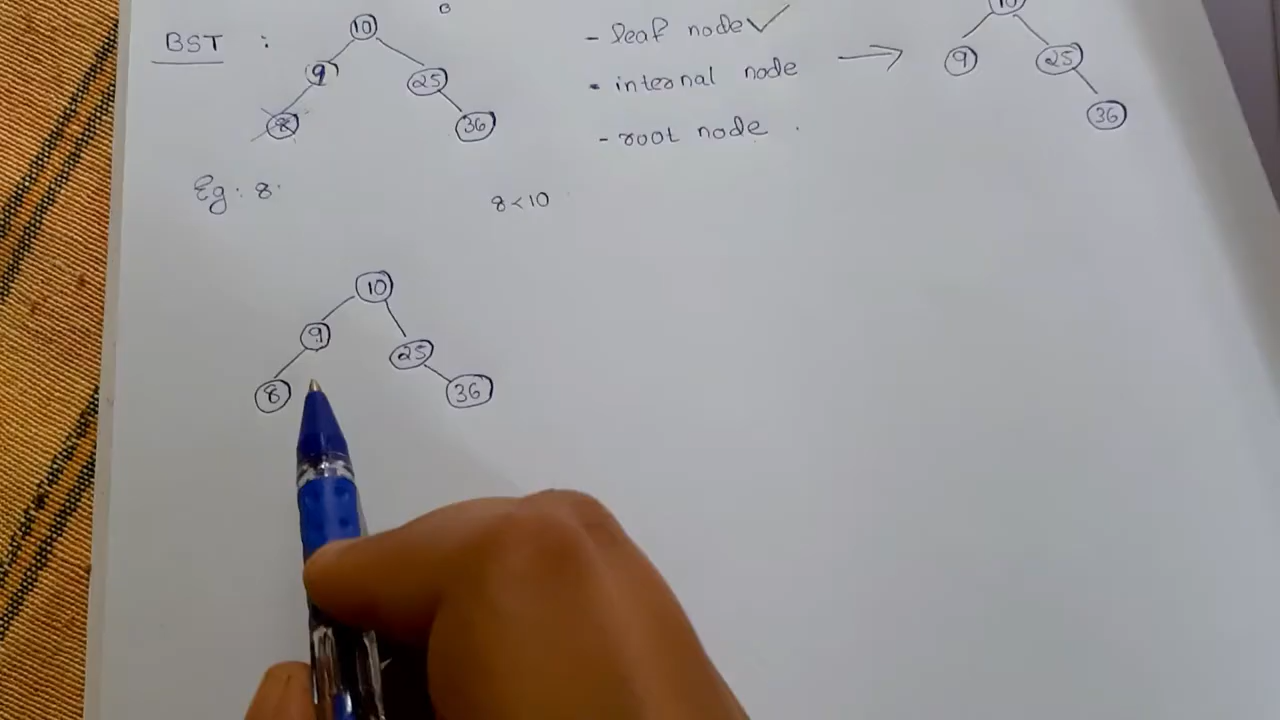 B
BST :
10
9
25
8
36
- leaf node ✓
- internal node
- root node .
10
9
25
36
Eg : 8.
8 < 10
10
9
25
8
36